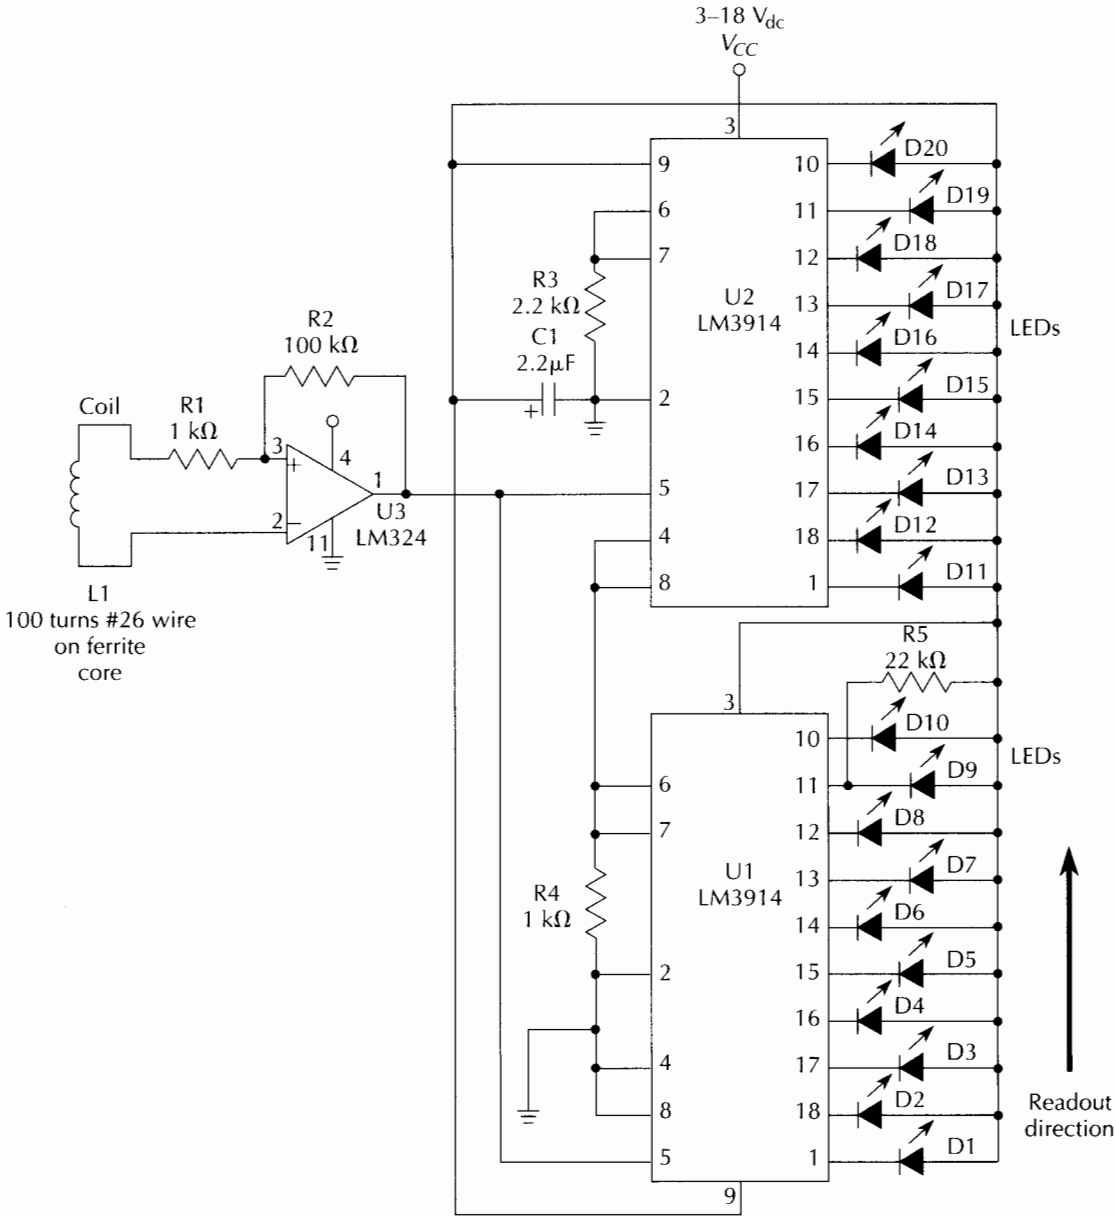 3–18 Vdc
VCC
3
9
6
7
2
5
4
8
U2
LM3914
10
11
12
13
14
15
16
17
18
1
D20
D19
D18
D17
D16
D15
D14
D13
D12
D11
LEDs
R3
2.2 kΩ
C1
2.2µF
+
R2
100 kΩ
Coil
R1
1 kΩ
3
+
4
1
2
–
11
U3
LM324
L1
100 turns #26 wire
on ferrite
core
R5
22 kΩ
3
6
7
2
4
8
5
9
U1
LM3914
R4
1 kΩ
10
11
12
13
14
15
16
17
18
1
D10
D9
D8
D7
D6
D5
D4
D3
D2
D1
LEDs
Readout
direction